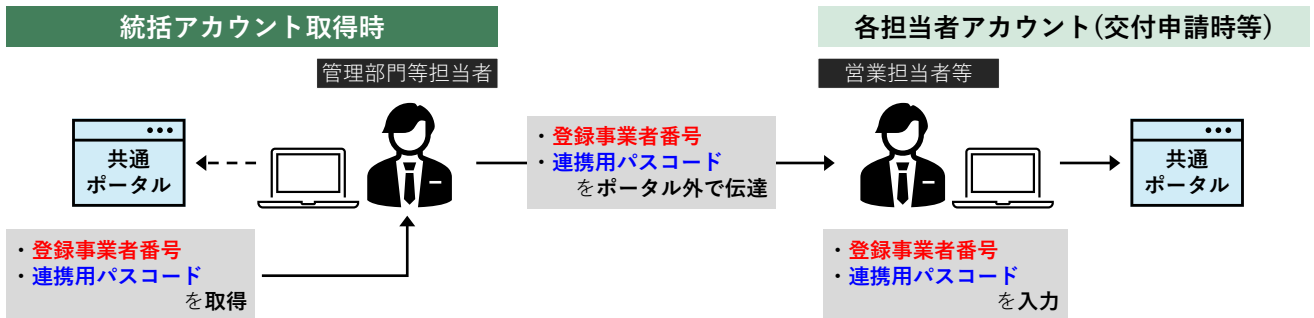 統括アカウント取得時
管理部門等担当者
共通
ポータル
・登録事業者番号
・連携用パスコード
を取得
・登録事業者番号
・連携用パスコード
をポータル外で伝達
各担当者アカウント(交付申請時等)
営業担当者等
共通
ポータル
・登録事業者番号
・連携用パスコード
を入力